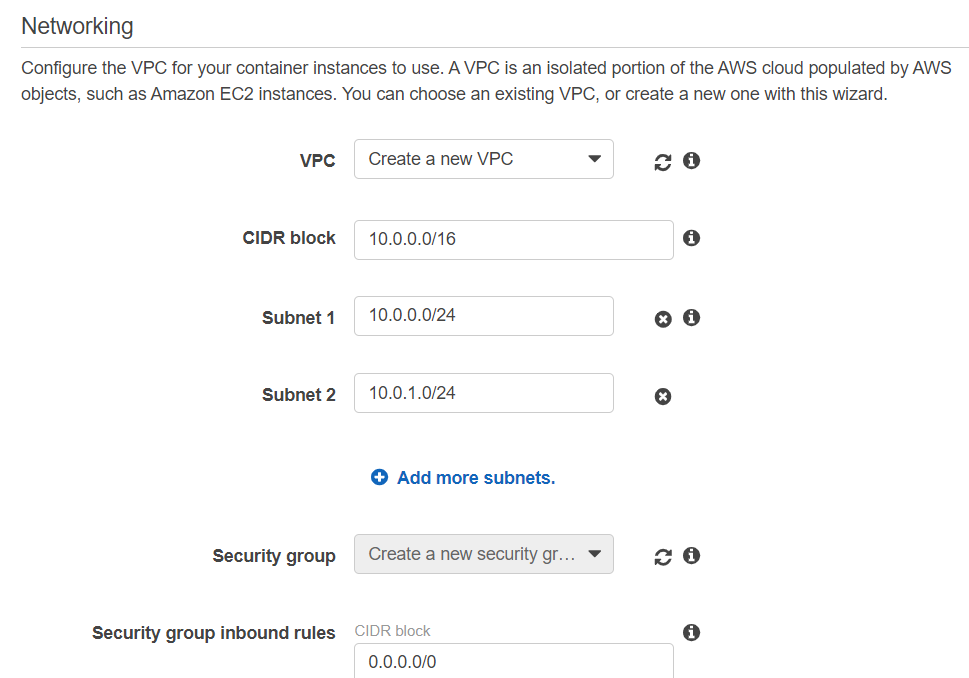 Networking
Configure the VPC for your container instances to use. A VPC is an isolated portion of the AWS cloud populated by AWS
objects, such as Amazon EC2 instances. You can choose an existing VPC, or create a new one with this wizard.
VPC Create a new VPC
CIDR block 10.0.0.0/16
Subnet 1 10.0.0.0/24
Subnet 2 10.0.1.0/24
Add more subnets.
Security group Create a new security gr…
Security group inbound rules CIDR block
0.0.0.0/0